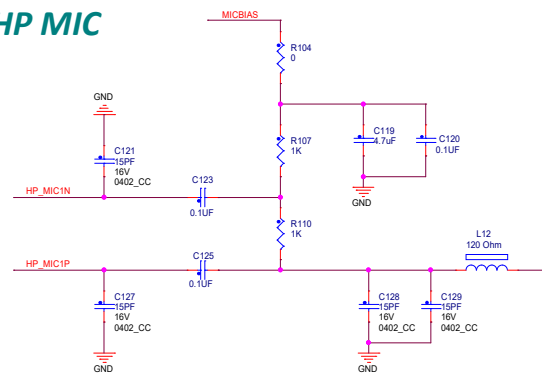 HP MIC
MICBIAS
R104
0
GND
C119
4.7uF
C120
0.1UF
R107
1K
C121
15PF
16V
0402_CC
C123
0.1UF
HP_MIC1N
GND
R110
1K
L12
120 Ohm
C125
0.1UF
HP_MIC1P
C127
15PF
16V
0402_CC
C128
15PF
16V
0402_CC
C129
15PF
16V
0402_CC
GND
GND